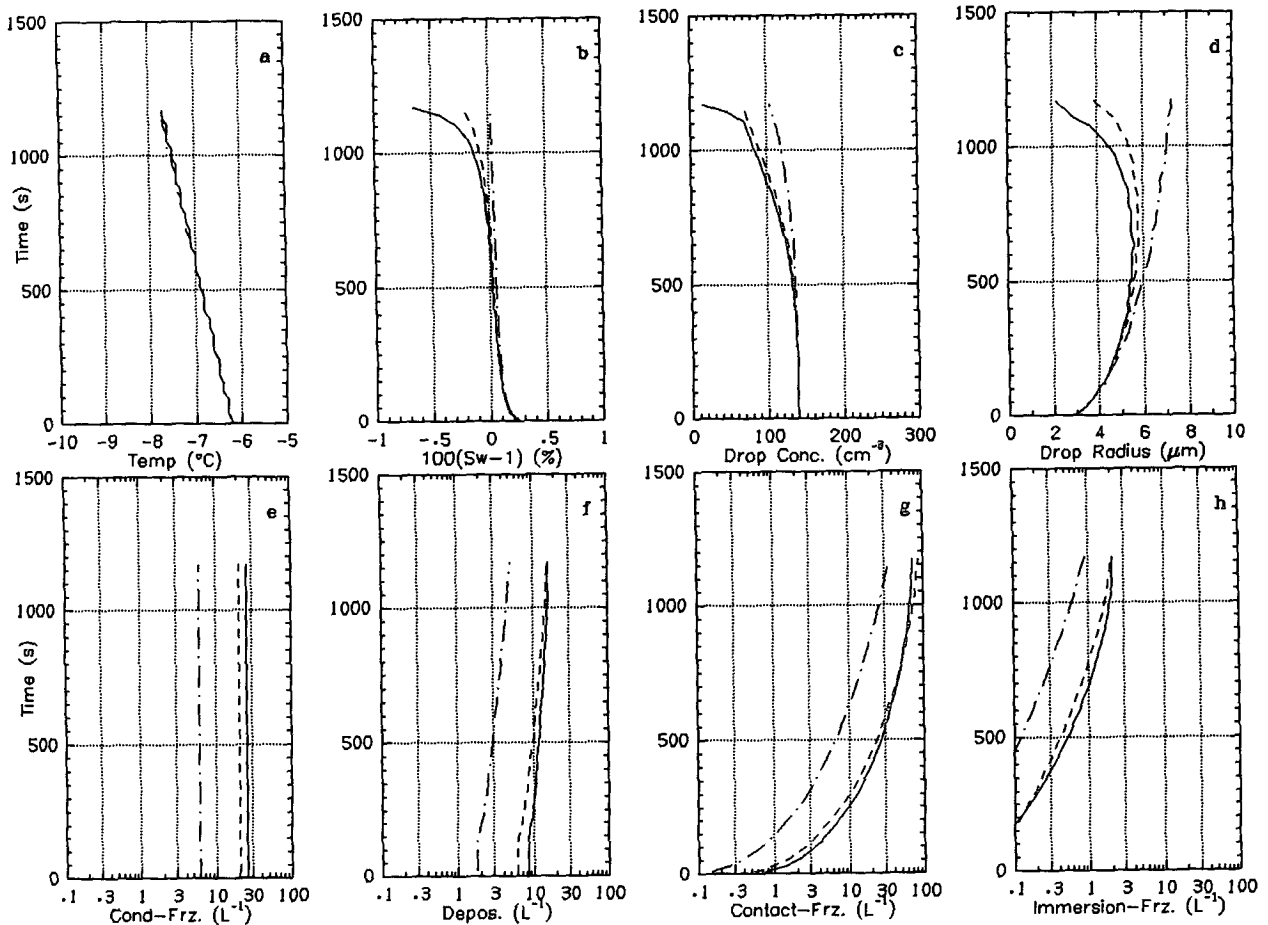 1500
1000
500
0
Time (s)
a
-10 -8 -7 -6 -5
Temp (°C)
1500
1000
500
0
b
-1 -.5 0 .5 1
100(Sw-1) (%)
1500
1000
500
0
c
0 100 200 300
Drop Conc. (cm⁻³)
1500
1000
500
0
d
0 2 4 6 8 10
Drop Radius (μm)
1500
1000
500
0
Time (s)
e
.1 .3 1 3 10 30 100
Cond-Frz. (L⁻¹)
1500
1000
500
0
f
.1 .3 1 3 10 30 100
Depos. (L⁻¹)
1500
1000
500
0
g
.1 .3 1 3 10 30 100
Contact-Frz. (L⁻¹)
1500
1000
500
0
h
.1 .3 1 3 10 30 100
Immersion-Frz. (L⁻¹)